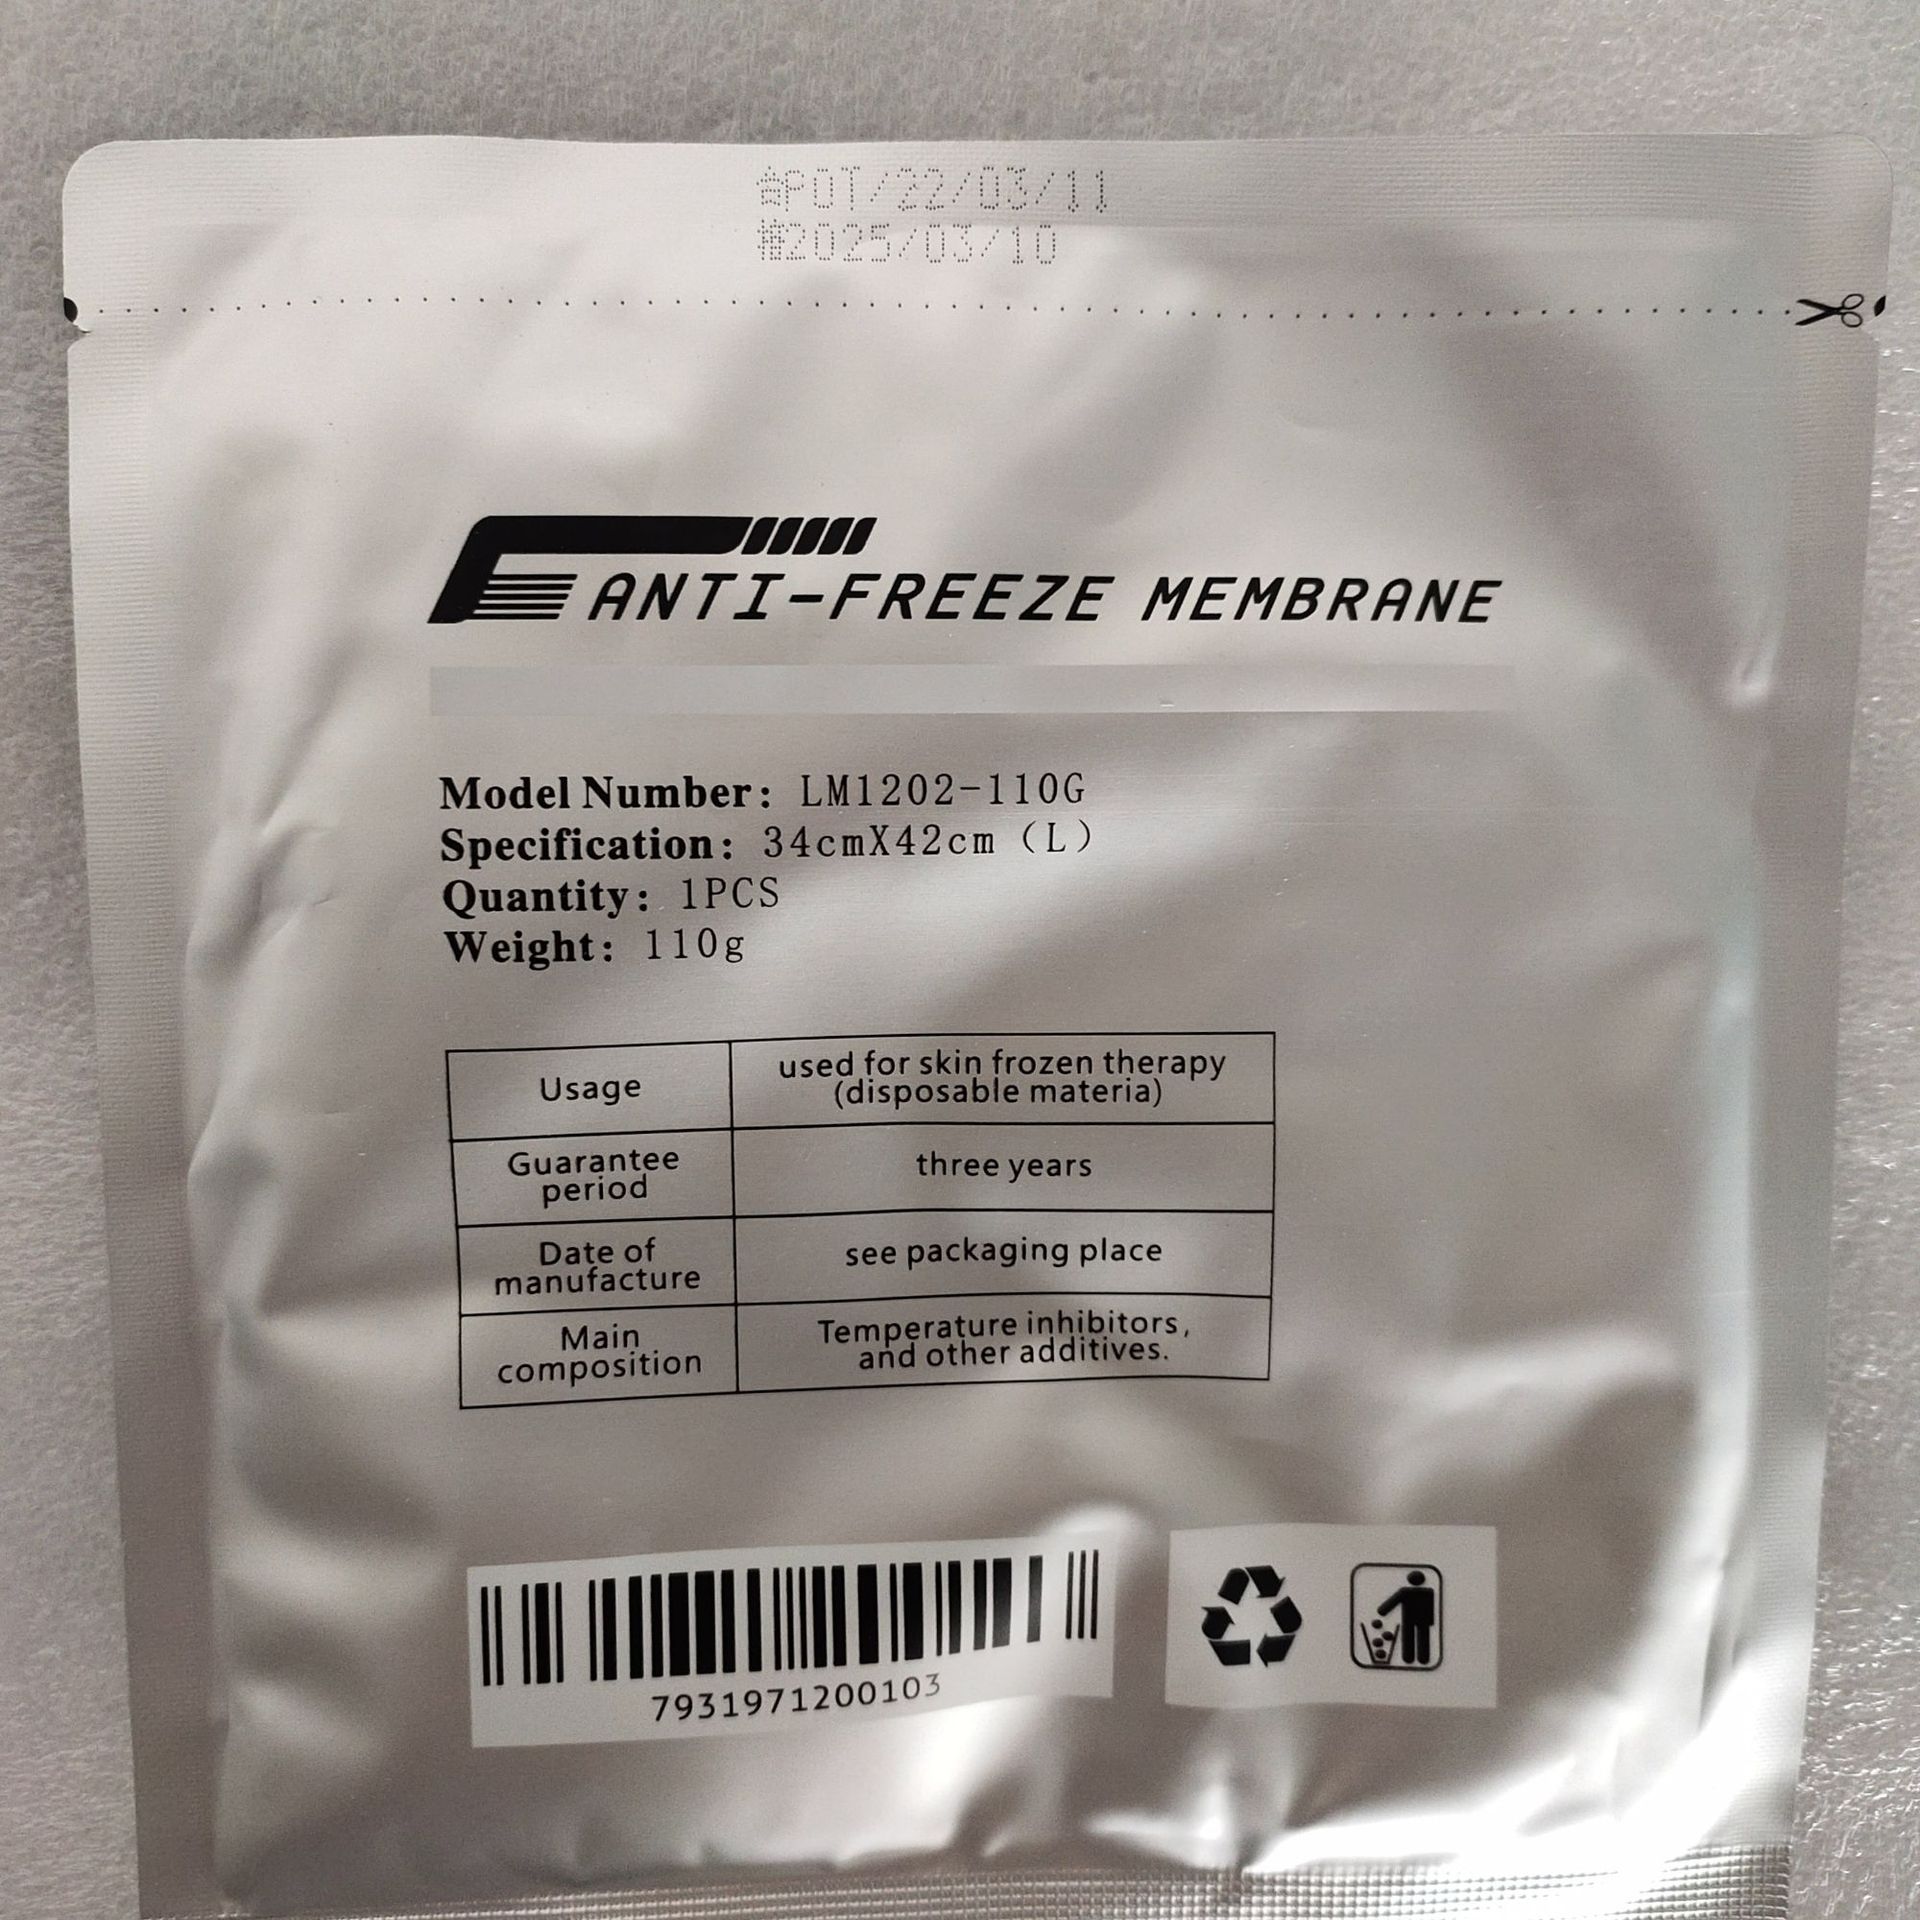 POT/22/03/11
2025/03/10
ANTI-FREEZE MEMBRANE
Model Number: LM1202-110G
Specification: 34cmX42cm (L)
Quantity: 1PCS
Weight: 110g
Usage
used for skin frozen therapy
(disposable materia)
Guarantee
period
three years
Date of
manufacture
see packaging place
Main
composition
Temperature inhibitors,
and other additives.
7931971200103